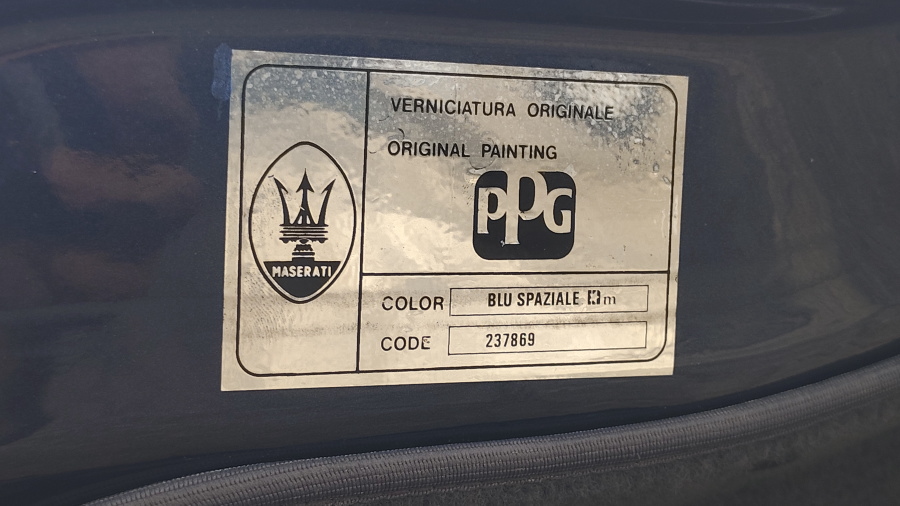 VERNICIATURA ORIGINALE
ORIGINAL PAINTING
PPG
MASERATI
COLOR BLU SPAZIALE m
CODE 237869